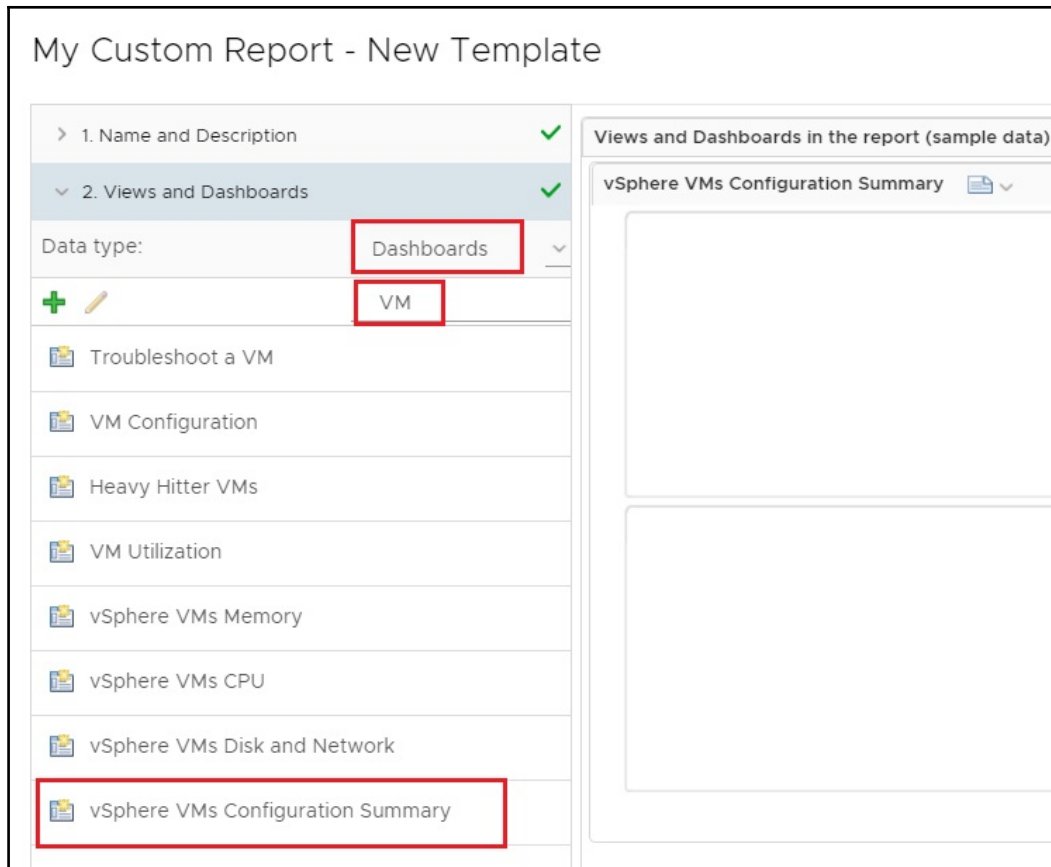 My Custom Report - New Template
1. Name and Description
2. Views and Dashboards
Data type:
Dashboards
VM
Troubleshoot a VM
VM Configuration
Heavy Hitter VMs
VM Utilization
vSphere VMs Memory
vSphere VMs CPU
vSphere VMs Disk and Network
vSphere VMs Configuration Summary
Views and Dashboards in the report (sample data)
vSphere VMs Configuration Summary